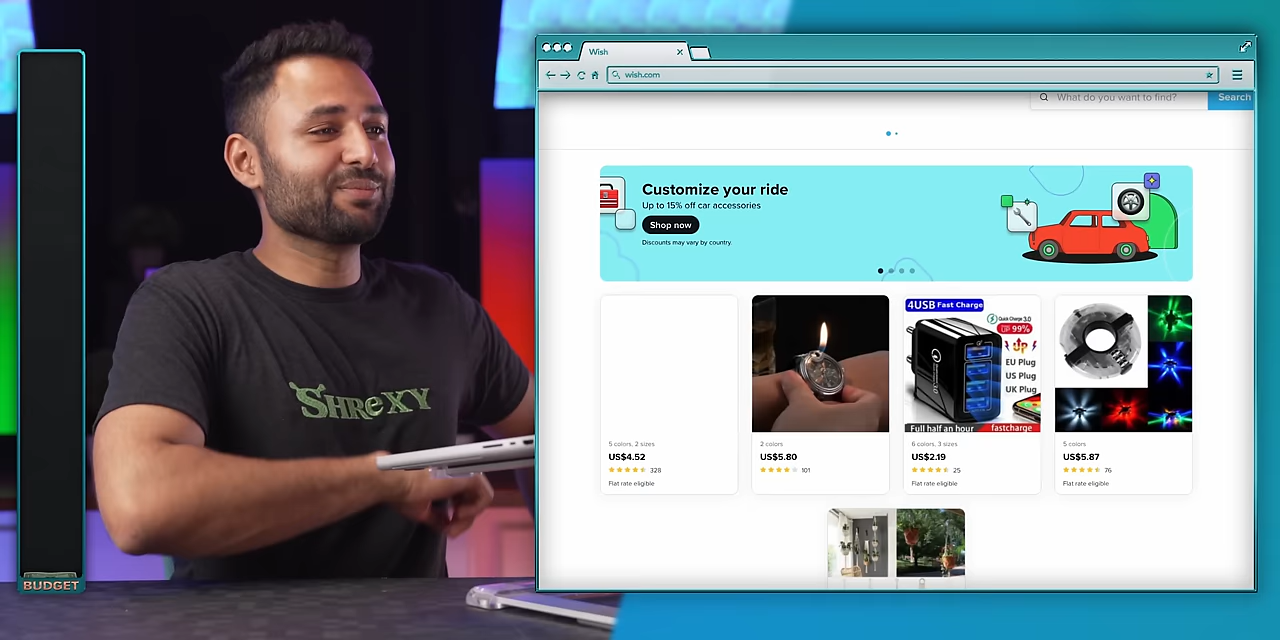 Wish
wish.com
What do you want to find?
Search
Customize your ride
Up to 15% off car accessories
Shop now
Discounts may vary by country.
SHReXY
5 colors, 2 sizes
US$4.52
328
Flat rate eligible
2 colors
US$5.80
101
4USB Fast Charge
Quick Charge 3.0
UP 99%
UP
EU Plug
US Plug
UK Plug
Full half an hour fastcharge
6 colors, 3 sizes
US$2.19
25
Flat rate eligible
5 colors
US$5.87
76
Flat rate eligible
BUDGET